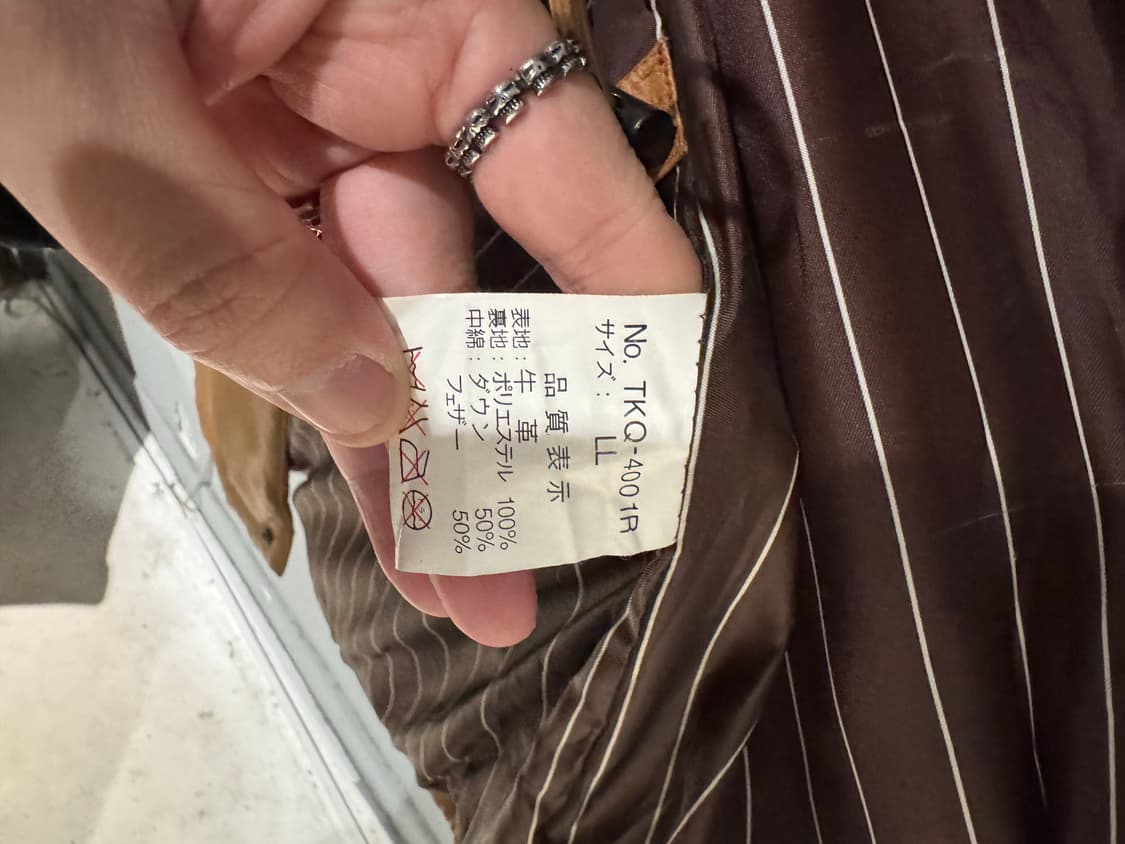 No. TKQ-4001R
サイズ： LL
品質表示
表地：牛革
裏地：ポリエステル 100%
中綿：ダウン 50%
フェザー 50%